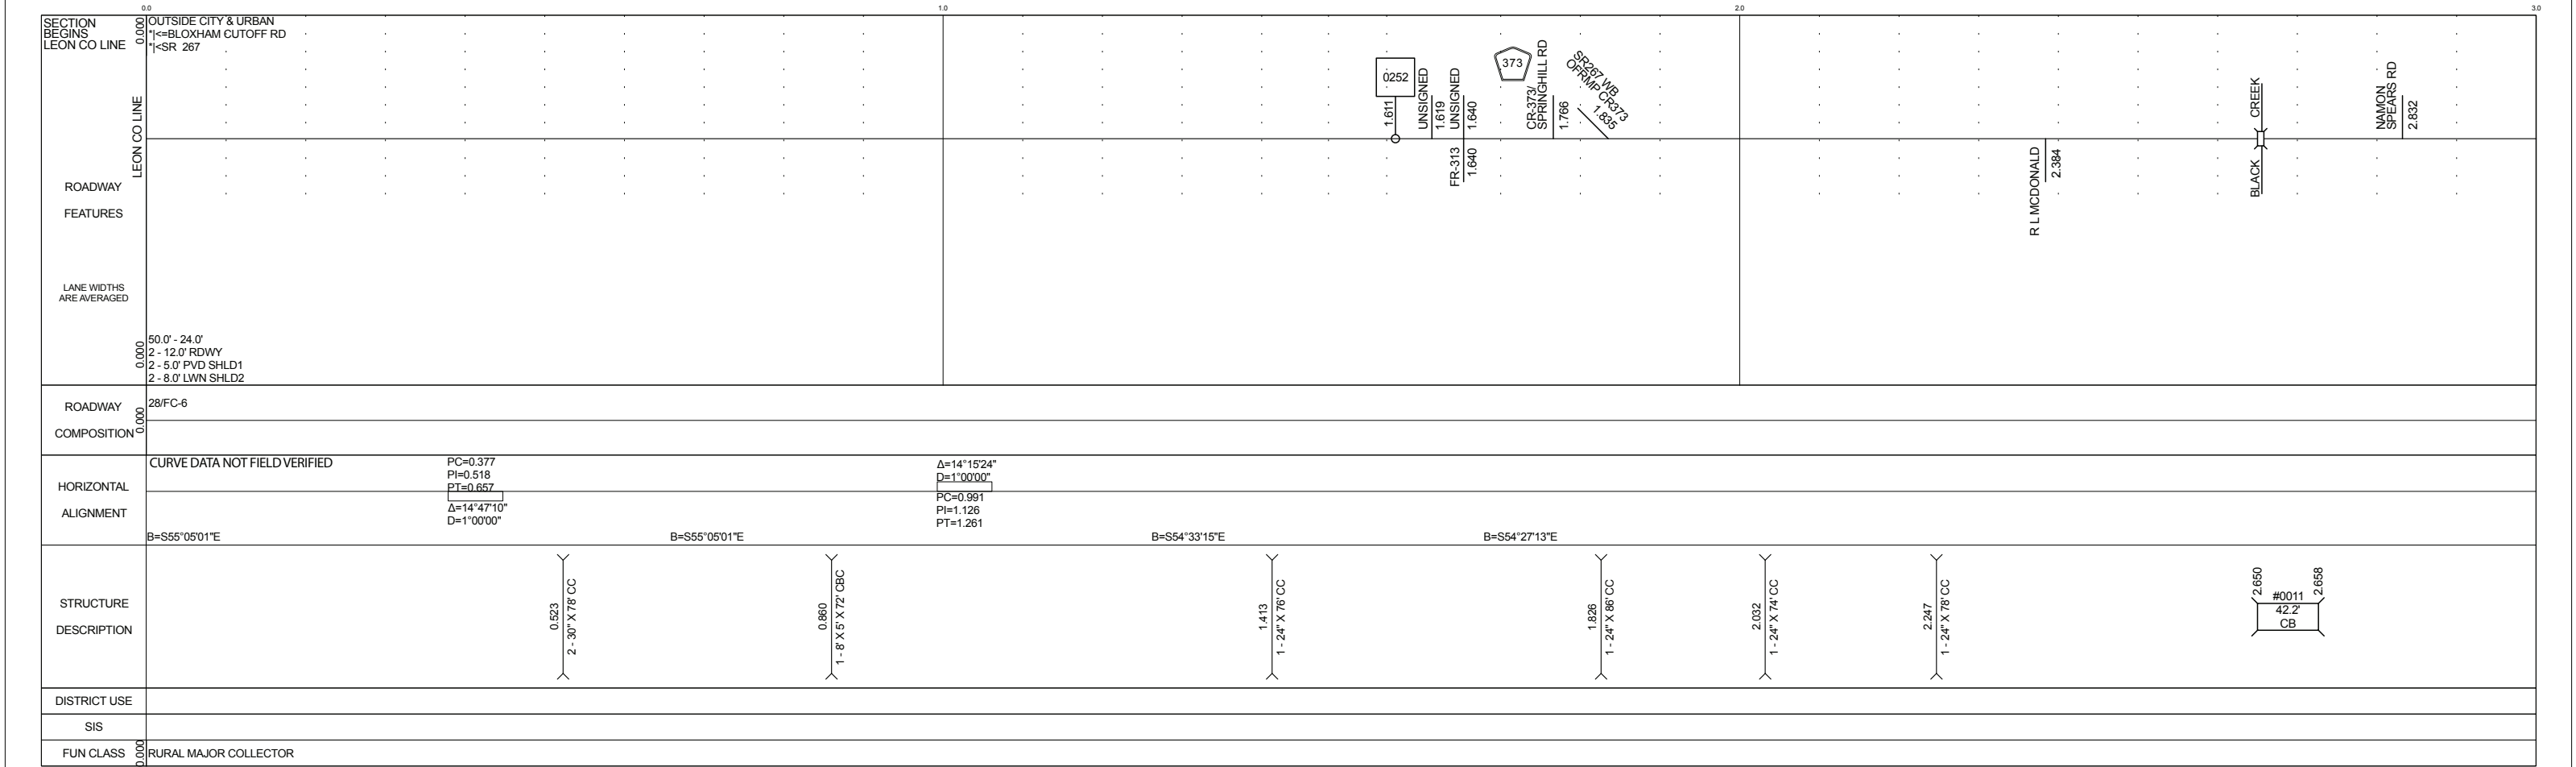 0.0
1.0
2.0
3.0
SECTION
BEGINS
LEON CO LINE
0.000
OUTSIDE CITY & URBAN
*|<=BLOXHAM CUTOFF RD
*|<SR 267
LEON CO LINE
0252
1.611
UNSIGNED
1.619
UNSIGNED
1.640
FR-313
1.640
373
CR-373/
SPRINGHILL RD
1.766
SR267 WB
OFRMP CR373
1.835
R L MCDONALD
2.384
BLACK CREEK
NAMON
SPEARS RD
2.832
ROADWAY
FEATURES
LANE WIDTHS
ARE AVERAGED
0.000
50.0' - 24.0'
2 - 12.0' RDWY
2 - 5.0' PVD SHLD1
2 - 8.0' LWN SHLD2
ROADWAY
COMPOSITION
0.000
28/FC-6
HORIZONTAL
ALIGNMENT
CURVE DATA NOT FIELD VERIFIED
PC=0.377
PI=0.518
PT=0.657
Δ=14°47'10"
D=1°00'00"
Δ=14°15'24"
D=1°00'00"
PC=0.991
PI=1.126
PT=1.261
B=S55°05'01"E
B=S55°05'01"E
B=S54°33'15"E
B=S54°27'13"E
STRUCTURE
DESCRIPTION
0.523
2 - 30" X 78' CC
0.860
1 - 8' X 5' X 72' CBC
1.413
1 - 24" X 76' CC
1.826
1 - 24" X 86' CC
2.032
1 - 24" X 74' CC
2.247
1 - 24" X 78' CC
2.650
2.658
#0011
42.2'
CB
DISTRICT USE
SIS
FUN CLASS
0.000
RURAL MAJOR COLLECTOR